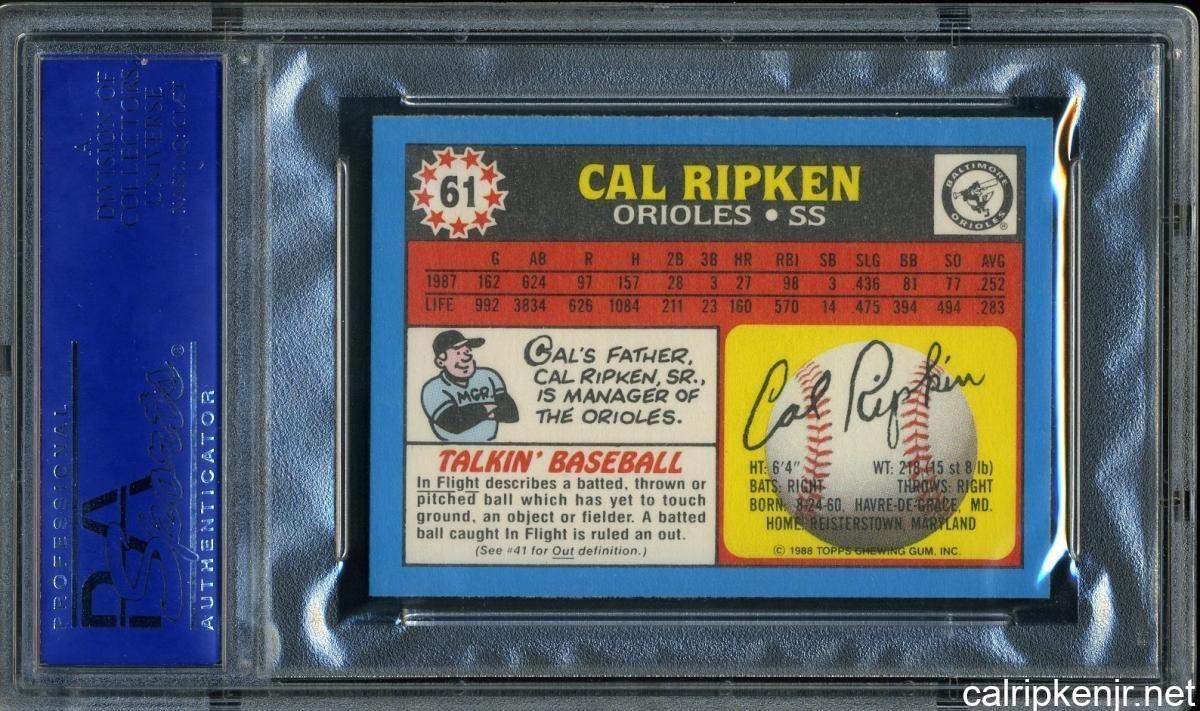 A
DIVISION OF
COLLECTORS
UNIVERSE
NASDAQ: CLCT
PROFESSIONAL
PSA
Sports®
AUTHENTICATOR
61
CAL RIPKEN
ORIOLES • SS
BALTIMORE
ORIOLES ®
G AB R H 2B 3B HR RBI SB SLG BB SO AVG
1987 162 624 97 157 28 3 27 98 3 .436 81 77 .252
LIFE 992 3834 626 1084 211 23 160 570 14 .475 394 494 .283
MGR
CAL'S FATHER,
CAL RIPKEN, SR.,
IS MANAGER OF
THE ORIOLES.
TALKIN' BASEBALL
In Flight describes a batted, thrown or
pitched ball which has yet to touch
ground, an object or fielder. A batted
ball caught In Flight is ruled an out.
(See #41 for Out definition.)
Cal Ripken
HT: 6'4" WT: 218 (15 st 8 lb)
BATS: RIGHT THROWS: RIGHT
BORN: 8-24-60, HAVRE-DE-GRACE, MD.
HOME: REISTERSTOWN, MARYLAND
© 1988 TOPPS CHEWING GUM, INC.
calripkenjr.net